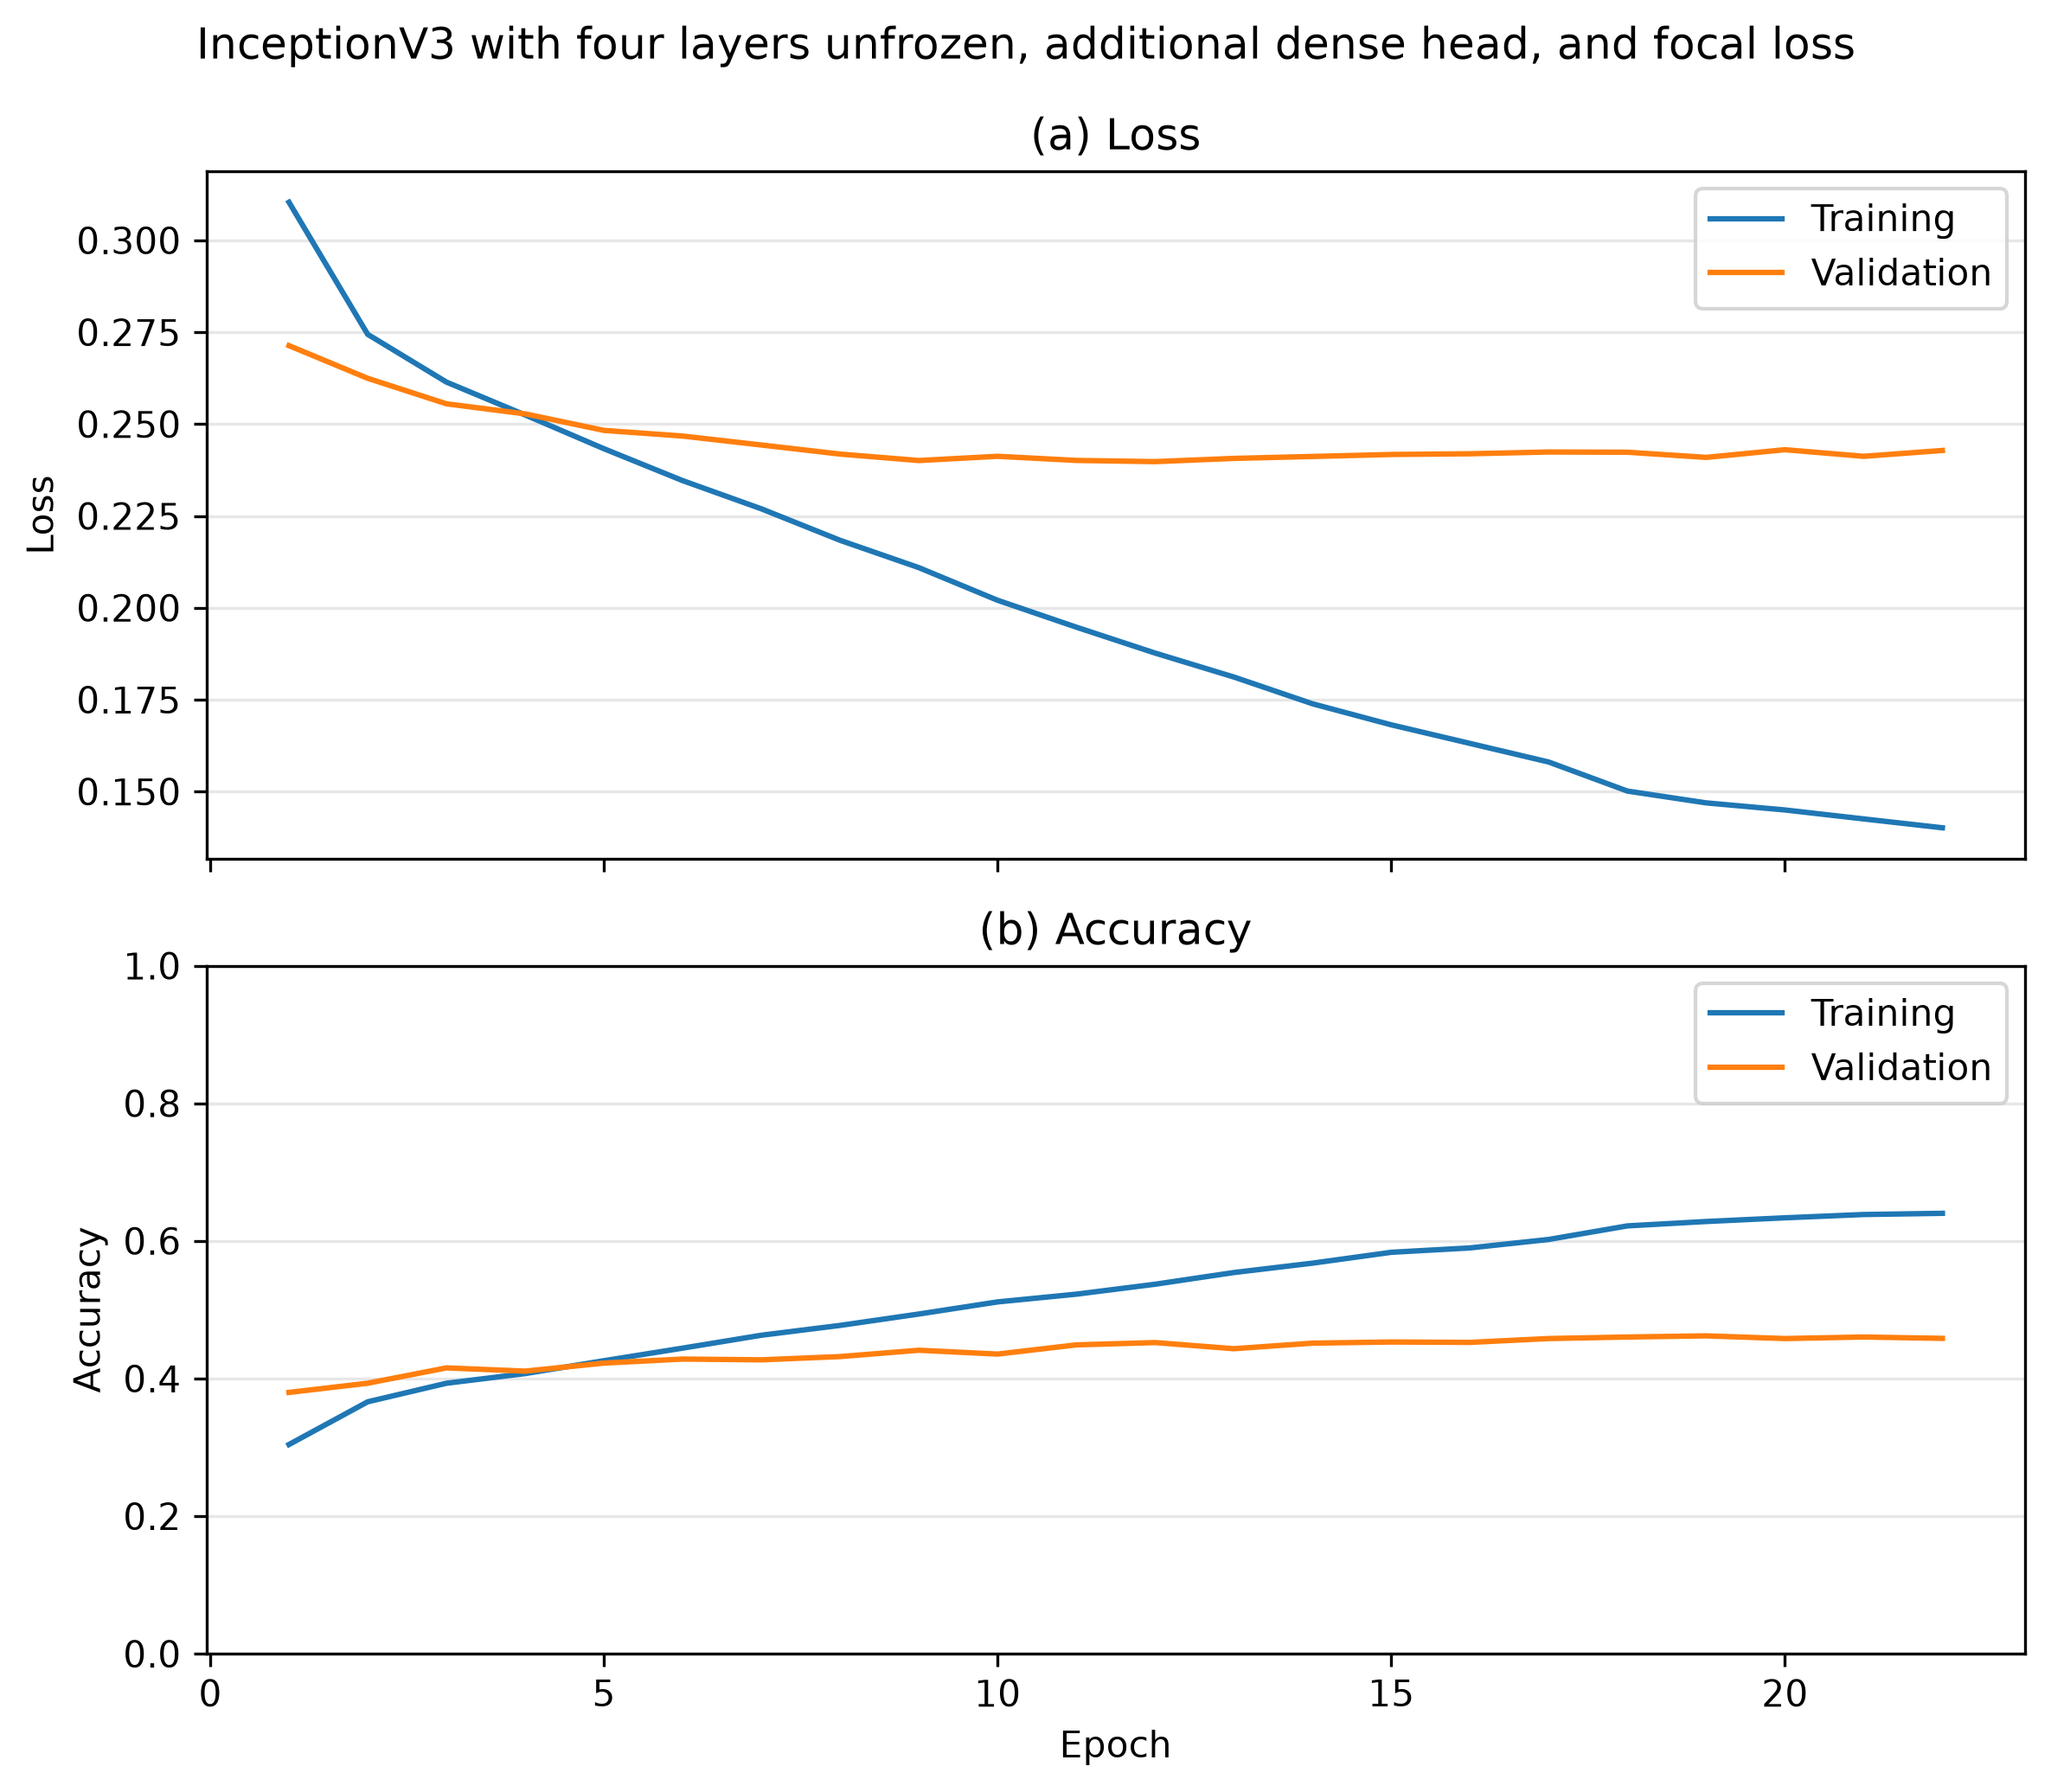 InceptionV3 with four layers unfrozen, additional dense head, and focal loss
(a) Loss
Training
Validation
0.300
0.275
0.250
0.225
0.200
0.175
0.150
Loss
(b) Accuracy
Training
Validation
1.0
0.8
0.6
0.4
0.2
0.0
Accuracy
0 5 10 15 20
Epoch